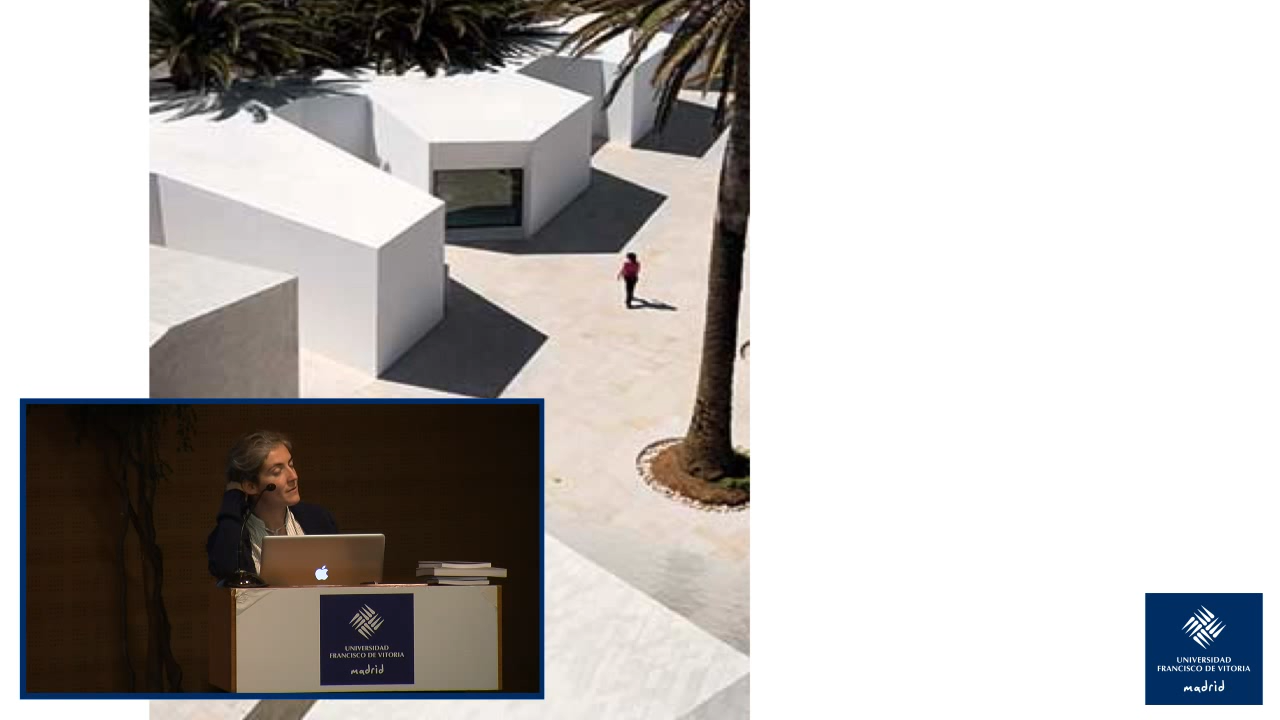 UNIVERSIDAD
FRANCISCO DE VITORIA
madrid
UNIVERSIDAD
FRANCISCO DE VITORIA
madrid